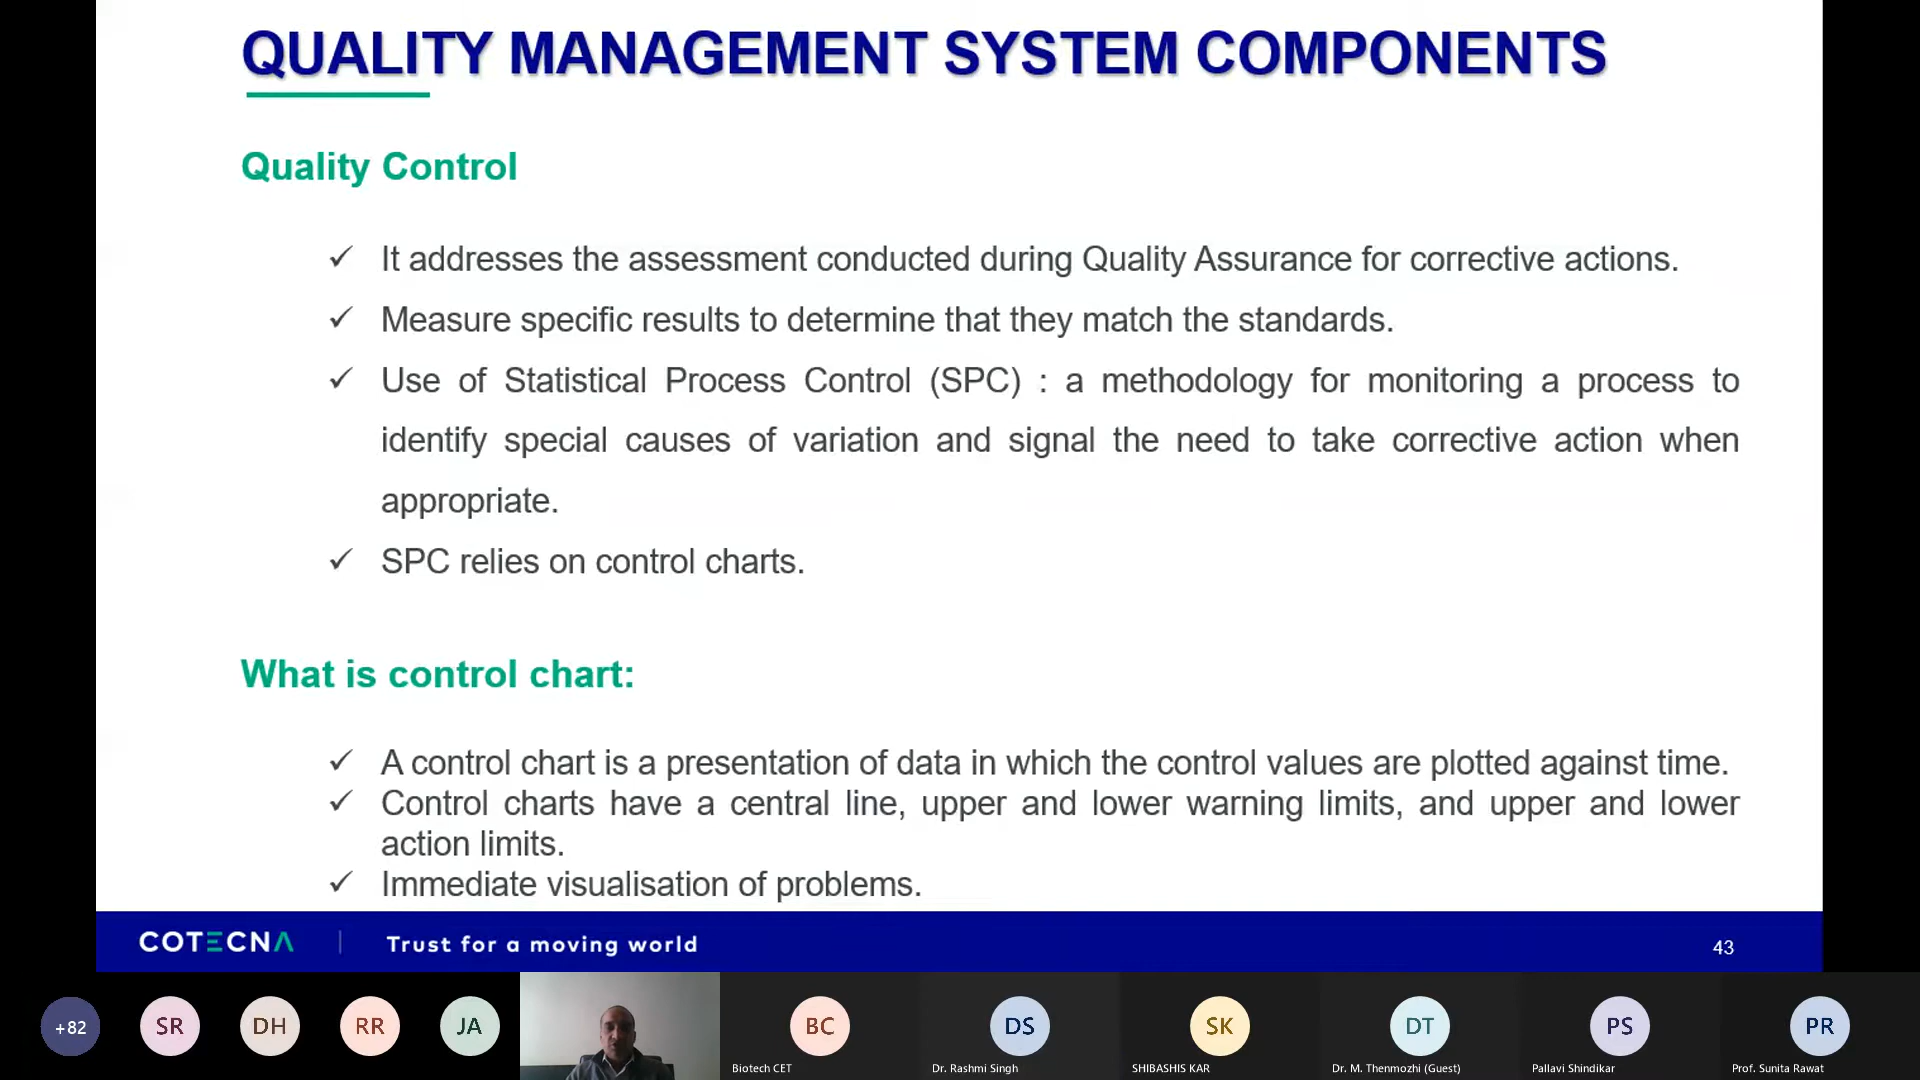 QUALITY MANAGEMENT SYSTEM COMPONENTS
Quality Control
✓ It addresses the assessment conducted during Quality Assurance for corrective actions.
✓ Measure specific results to determine that they match the standards.
✓ Use of Statistical Process Control (SPC) : a methodology for monitoring a process to
identify special causes of variation and signal the need to take corrective action when
appropriate.
✓ SPC relies on control charts.
What is control chart:
✓ A control chart is a presentation of data in which the control values are plotted against time.
✓ Control charts have a central line, upper and lower warning limits, and upper and lower
action limits.
✓ Immediate visualisation of problems.
COTECNA | Trust for a moving world 43
+82 SR DH RR JA BC DS SK DT PS PR
Biotech CET Dr. Rashmi Singh SHIBASHIS KAR Dr. M. Thenmozhi (Guest) Pallavi Shindikar Prof. Sunita Rawat